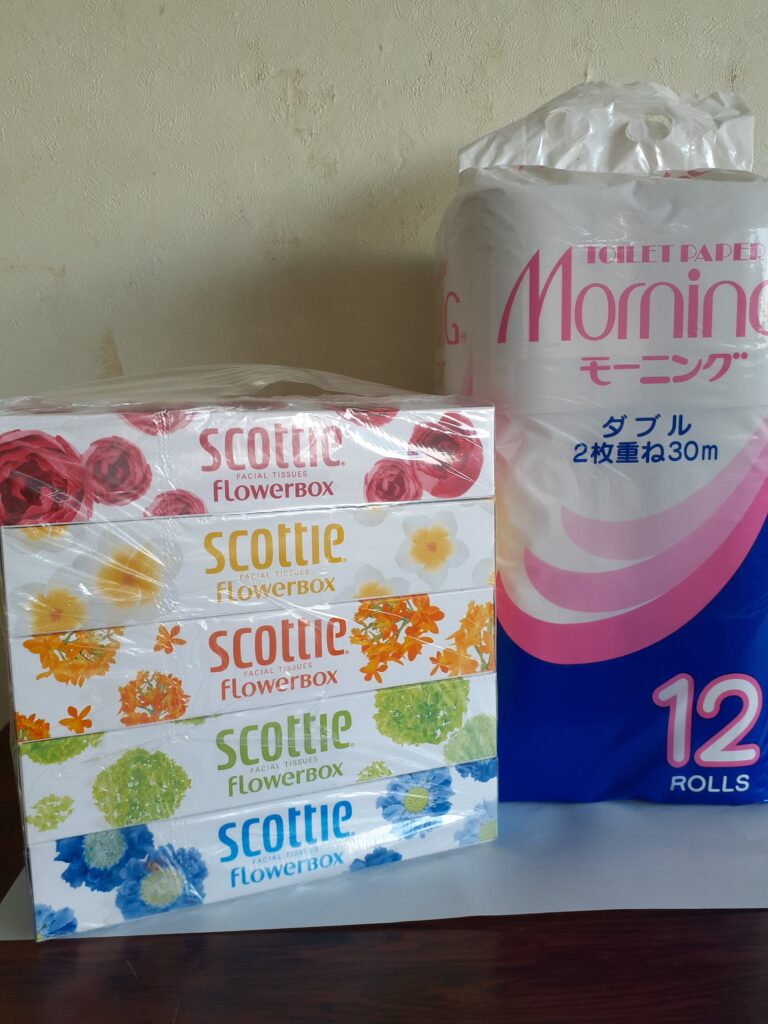 scottie
FACIAL TISSUES
flowerBOX
scottie
FACIAL TISSUES
flowerBOX
scottie
FACIAL TISSUES
flowerBOX
scottie
FACIAL TISSUES
flowerBOX
scottie
FACIAL TISSUES
flowerBOX
TOILET PAPER
Morning
モーニング
ダブル
2枚重ね30m
12
ROLLS